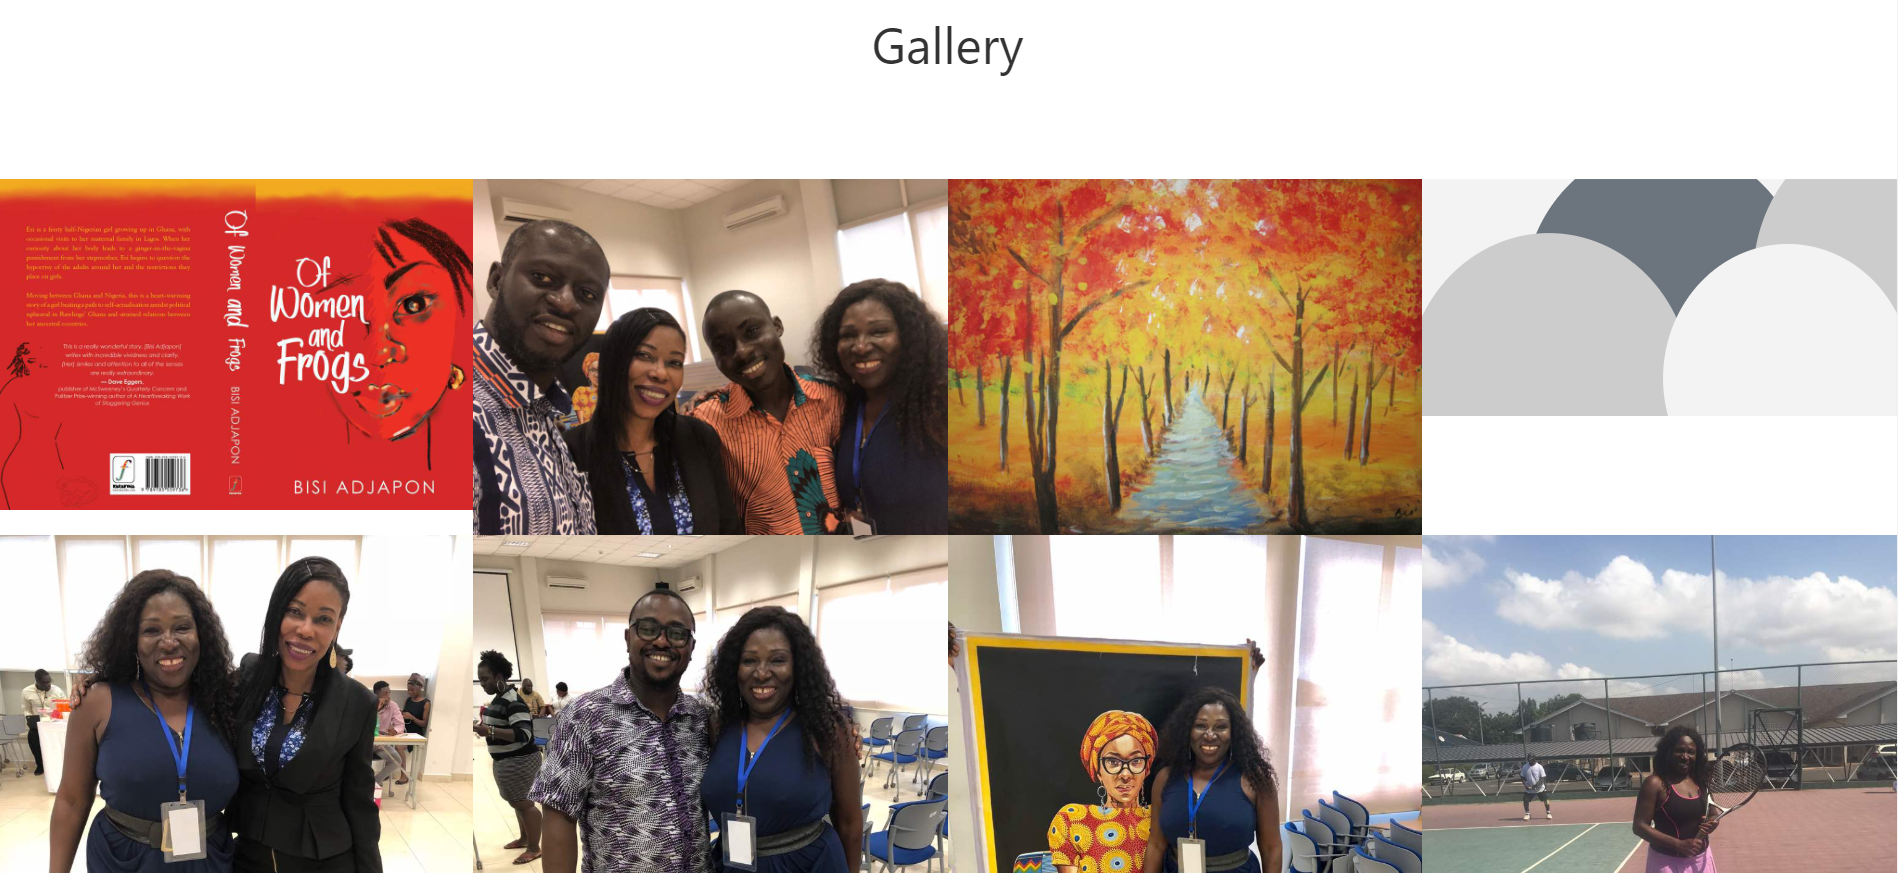 Gallery
Esi is a feisty half-Nigerian girl growing up in Ghana, with
occasional visits to her maternal family in Lagos. When her
curiosity about her body leads to a ginger-in-the-vagina
punishment from her stepmother, Esi begins to question the
hypocrisy of the adults around her and the restrictions they
place on girls.
Moving between Ghana and Nigeria, this is a heart-warming
story of a girl beating a path to self-actualisation amidst political
upheaval in Rawlings' Ghana and strained relations between
her ancestral countries.
This is a really wonderful story. [Bisi Adjapon]
writes with incredible vividness and clarity.
[Her] similes and attention to all of the senses
are really extraordinary.
— Dave Eggers,
publisher of McSweeney's Quarterly Concern and
Pulitzer Prize-winning author of A Heartbreaking Work
of Staggering Genius
Of Women and Frogs
BISI ADJAPON
Of
Women
and
Frogs
BISI ADJAPON